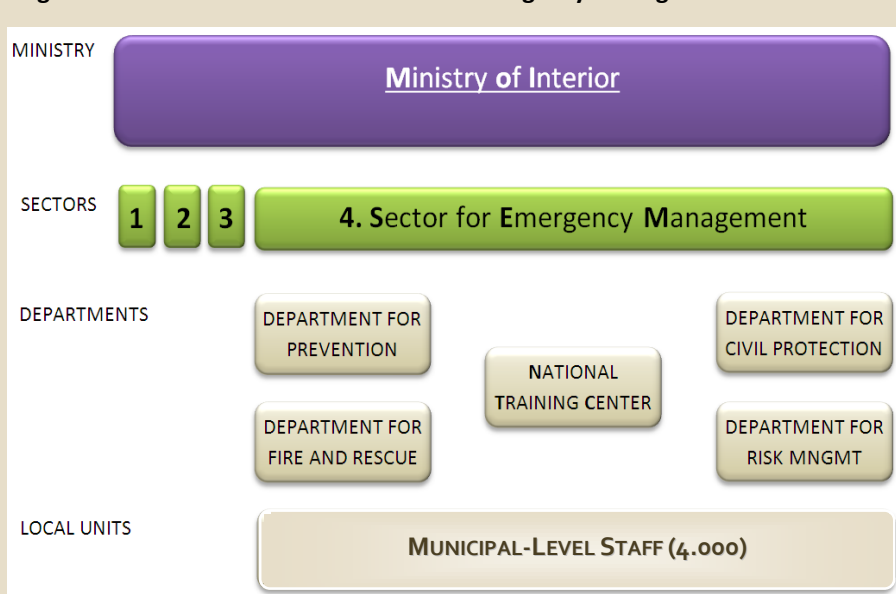 MINISTRY
Ministry of Interior
SECTORS
1 2 3 4. Sector for Emergency Management
DEPARTMENTS
DEPARTMENT FOR
PREVENTION
DEPARTMENT FOR
CIVIL PROTECTION
NATIONAL
TRAINING CENTER
DEPARTMENT FOR
FIRE AND RESCUE
DEPARTMENT FOR
RISK MNGMT
LOCAL UNITS
MUNICIPAL-LEVEL STAFF (4.000)